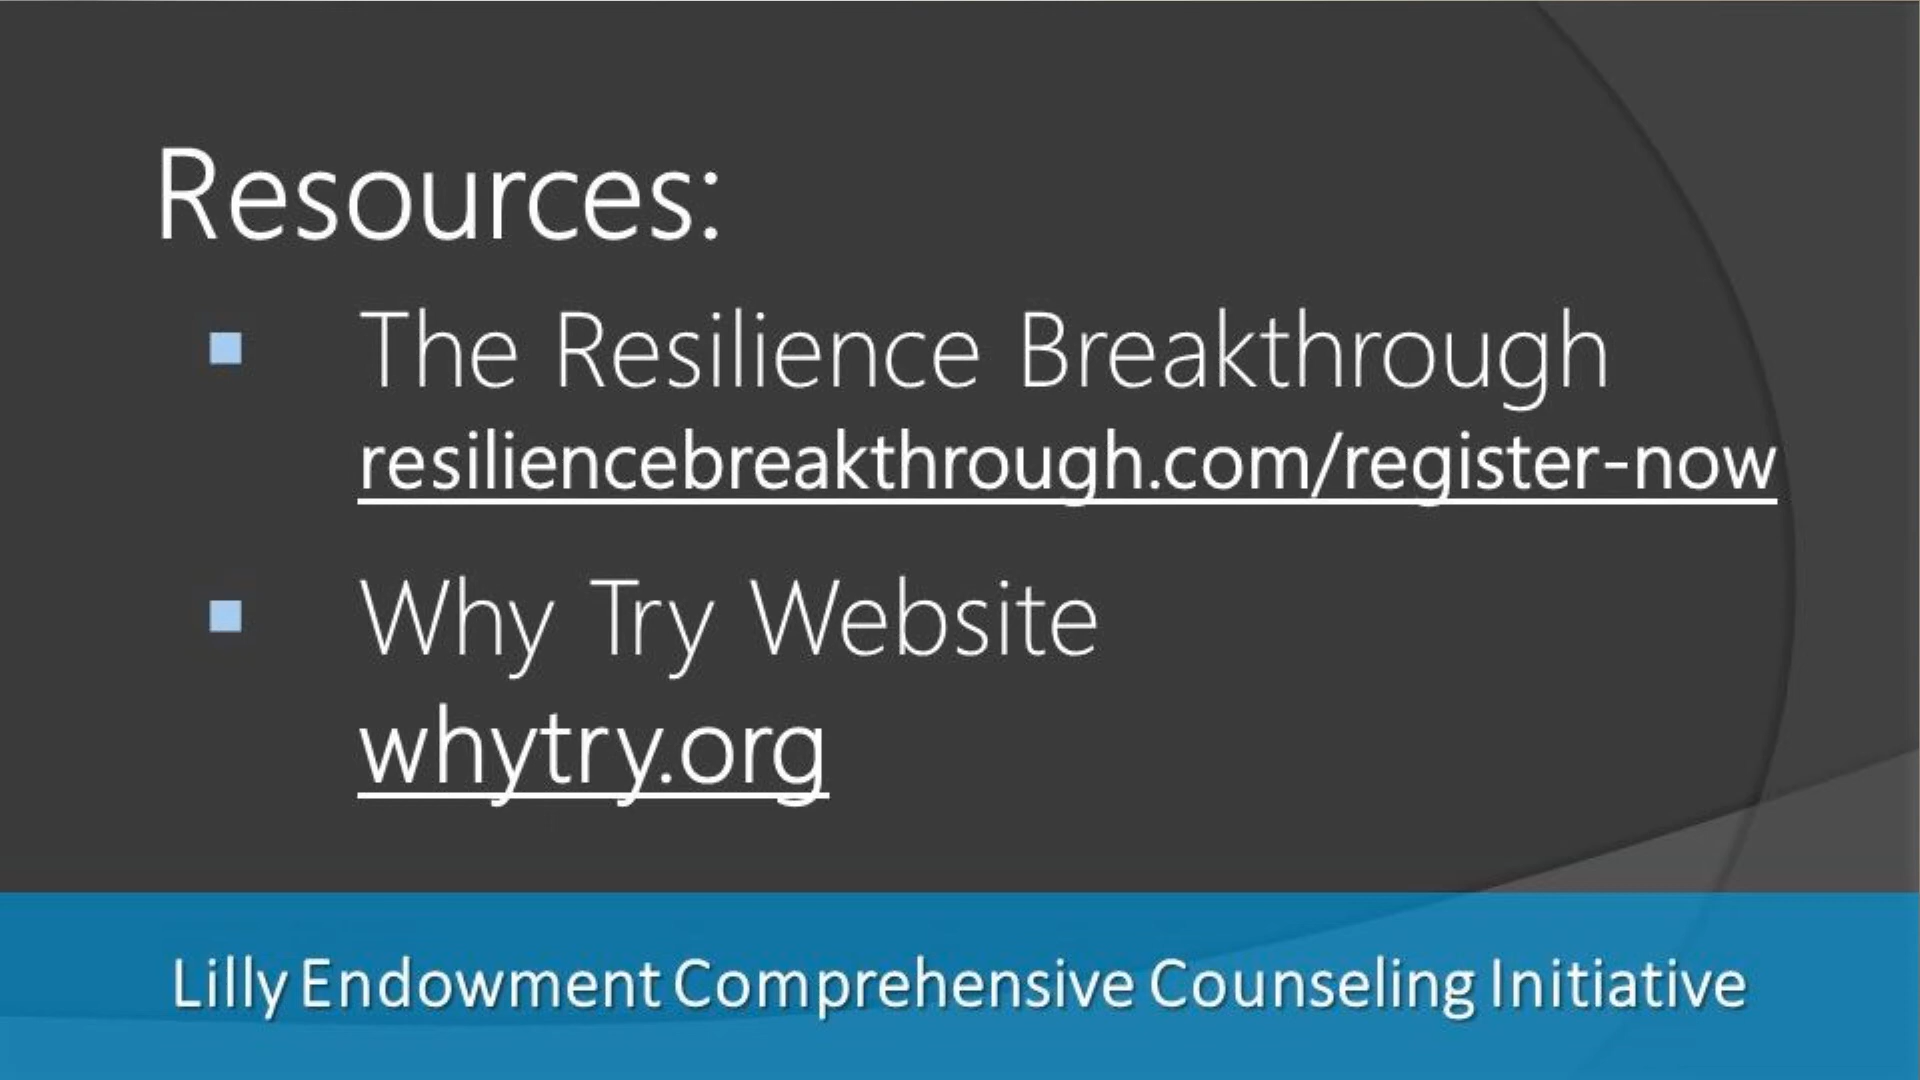 Resources:
The Resilience Breakthrough
resiliencebreakthrough.com/register-now
Why Try Website
whytry.org
Lilly Endowment Comprehensive Counseling Initiative